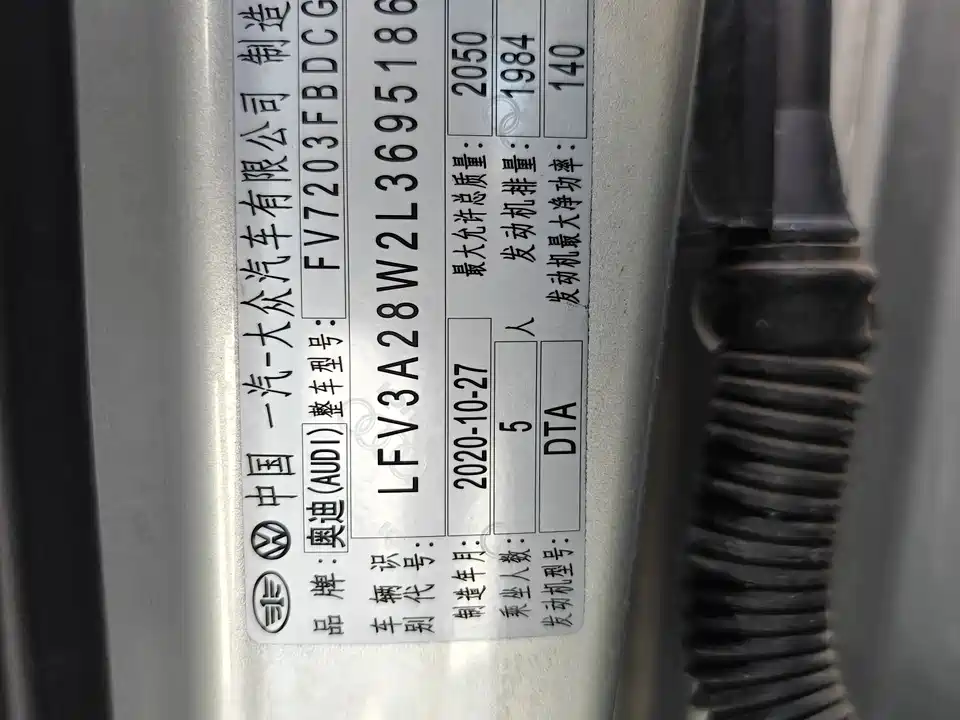 中国 一汽-大众汽车有限公司 制造
品牌: 奥迪(AUDI) 整车型号: FV7203FBDCG
车辆识别代号: LFV3A28W2L3695186
制造年月: 2020-10-27 最大允许总质量: 2050
乘坐人数: 5 人 发动机排量: 1984
发动机型号: DTA 发动机最大净功率: 140